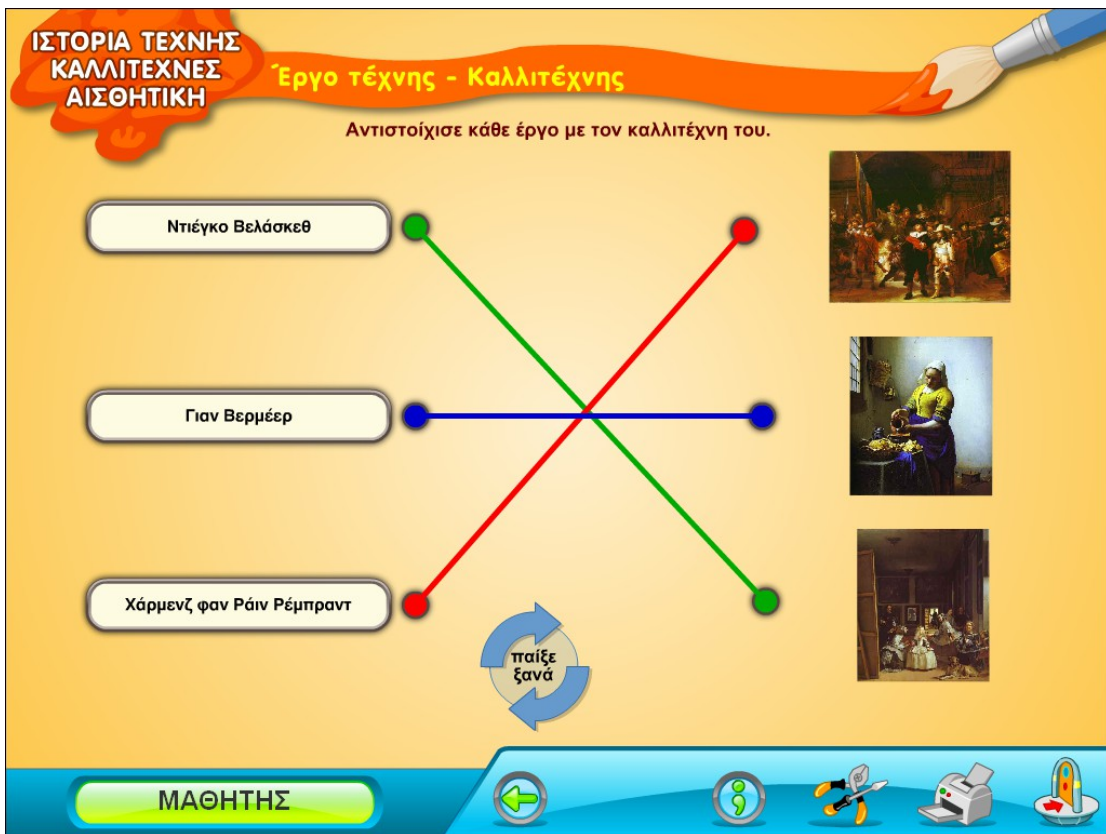 ΙΣΤΟΡΙΑ ΤΕΧΝΗΣ
ΚΑΛΛΙΤΕΧΝΕΣ
ΑΙΣΘΗΤΙΚΗ
Έργο τέχνης - Καλλιτέχνης
Αντιστοίχισε κάθε έργο με τον καλλιτέχνη του.
Ντιέγκο Βελάσκεθ
Γιαν Βερμέερ
Χάρμενζ φαν Ράιν Ρέμπραντ
παίξε
ξανά
ΜΑΘΗΤΗΣ